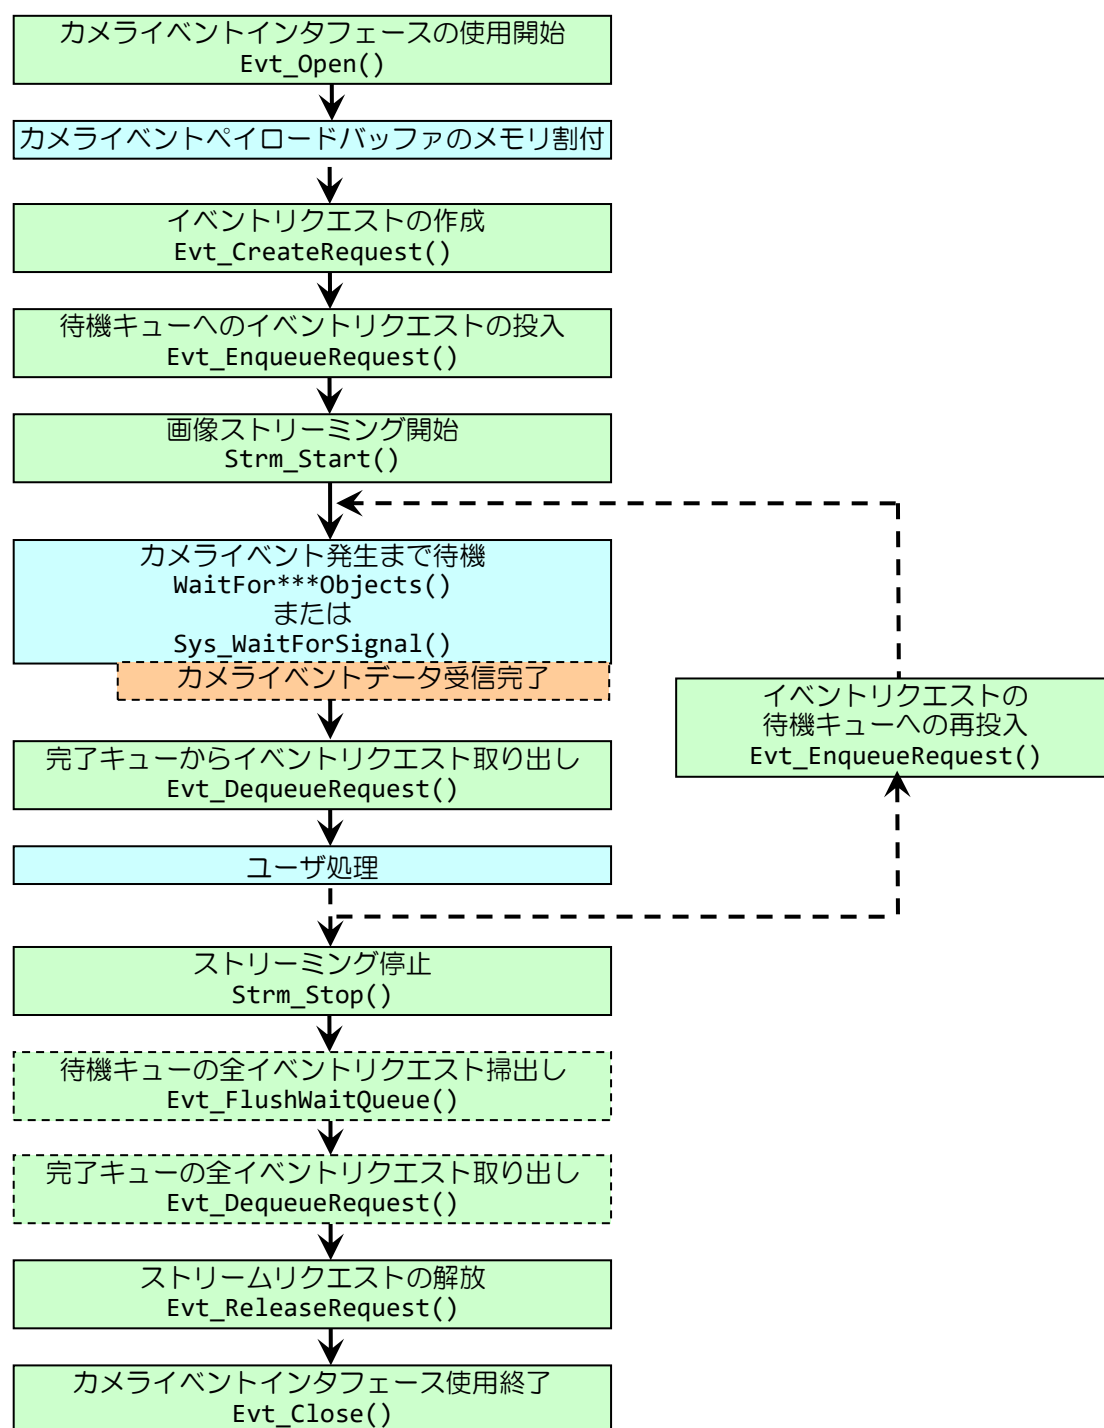 カメライベントインタフェースの使用開始
Evt_Open()
カメライベントペイロードバッファのメモリ割付
イベントリクエストの作成
Evt_CreateRequest()
待機キューへのイベントリクエストの投入
Evt_EnqueueRequest()
画像ストリーミング開始
Strm_Start()
カメライベント発生まで待機
WaitFor***Objects()
または
Sys_WaitForSignal()
カメライベントデータ受信完了
イベントリクエストの
待機キューへの再投入
Evt_EnqueueRequest()
完了キューからイベントリクエスト取り出し
Evt_DequeueRequest()
ユーザ処理
ストリーミング停止
Strm_Stop()
待機キューの全イベントリクエスト掃出し
Evt_FlushWaitQueue()
完了キューの全イベントリクエスト取り出し
Evt_DequeueRequest()
ストリームリクエストの解放
Evt_ReleaseRequest()
カメライベントインタフェース使用終了
Evt_Close()